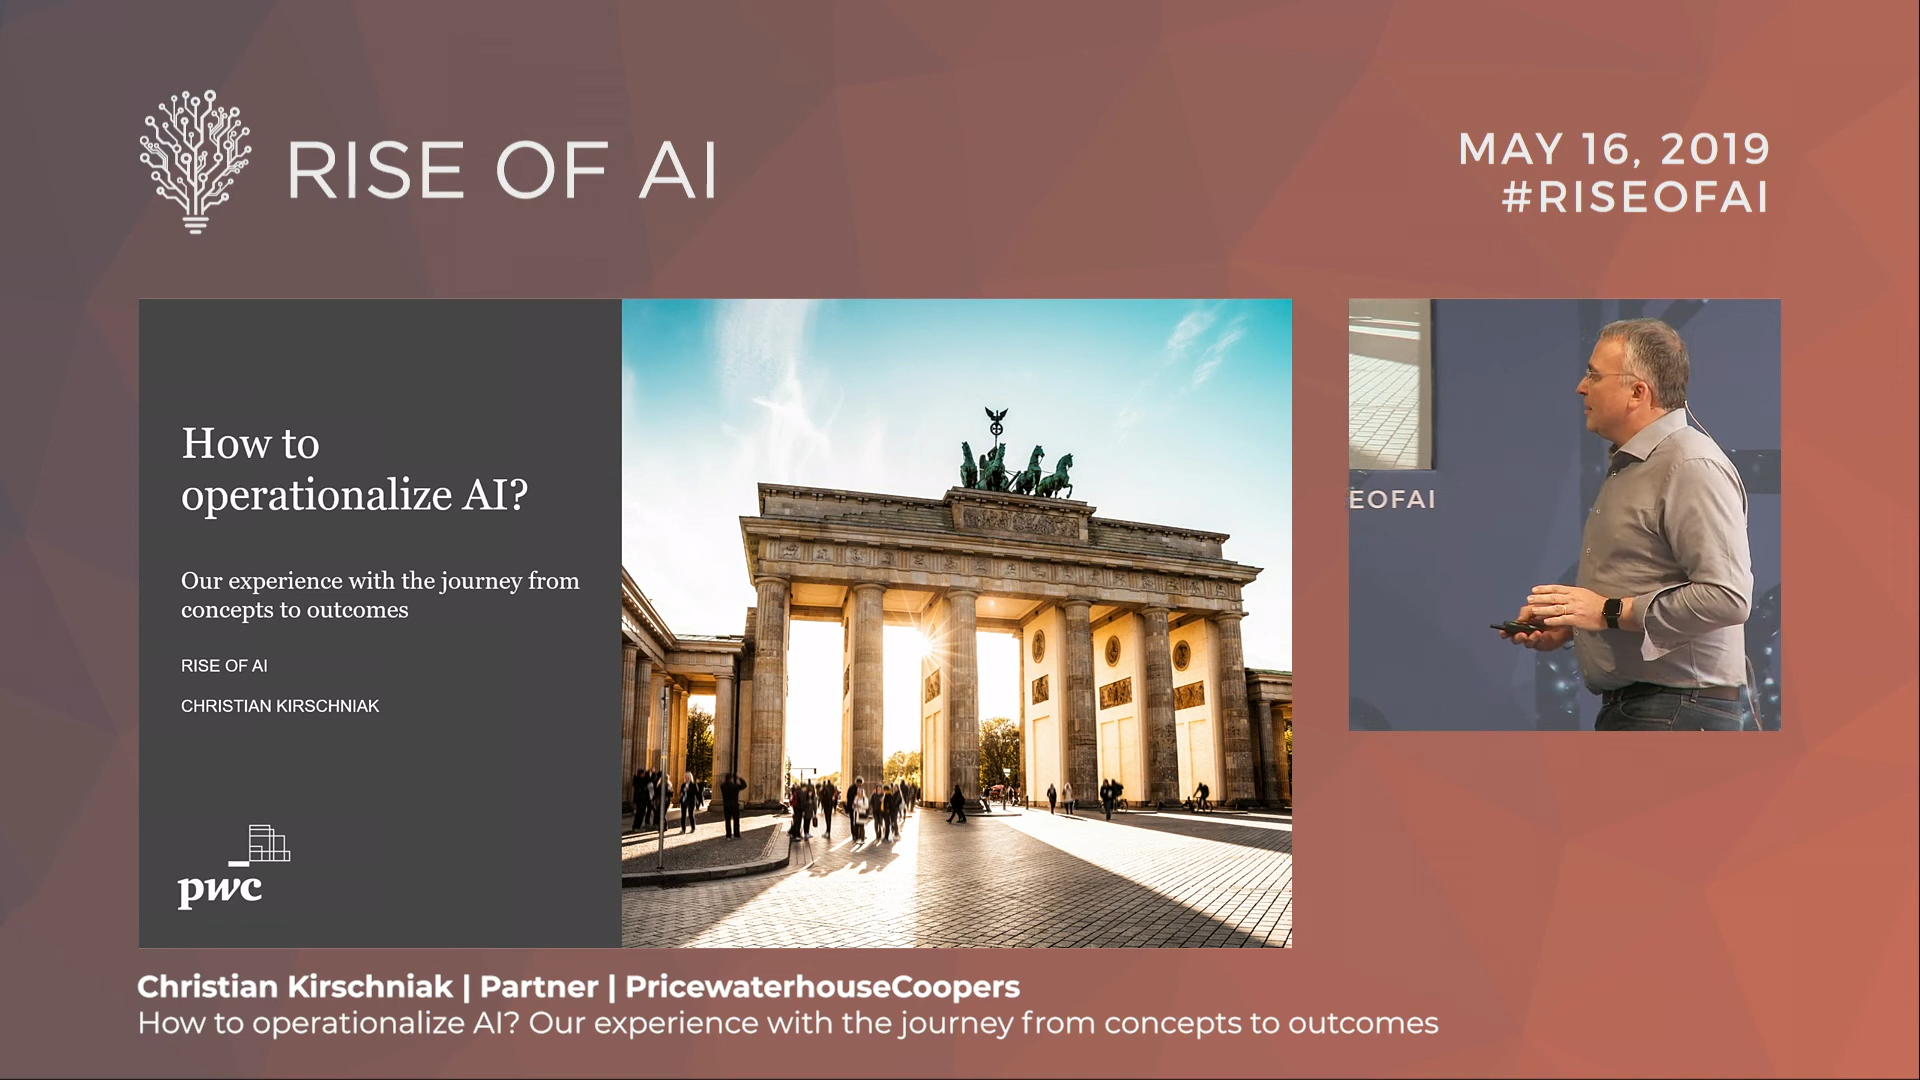 RISE OF AI
MAY 16, 2019
#RISEOFAI
How to
operationalize AI?
Our experience with the journey from
concepts to outcomes
RISE OF AI
CHRISTIAN KIRSCHNIAK
pwc
EOFAI
Christian Kirschniak | Partner | PricewaterhouseCoopers
How to operationalize AI? Our experience with the journey from concepts to outcomes